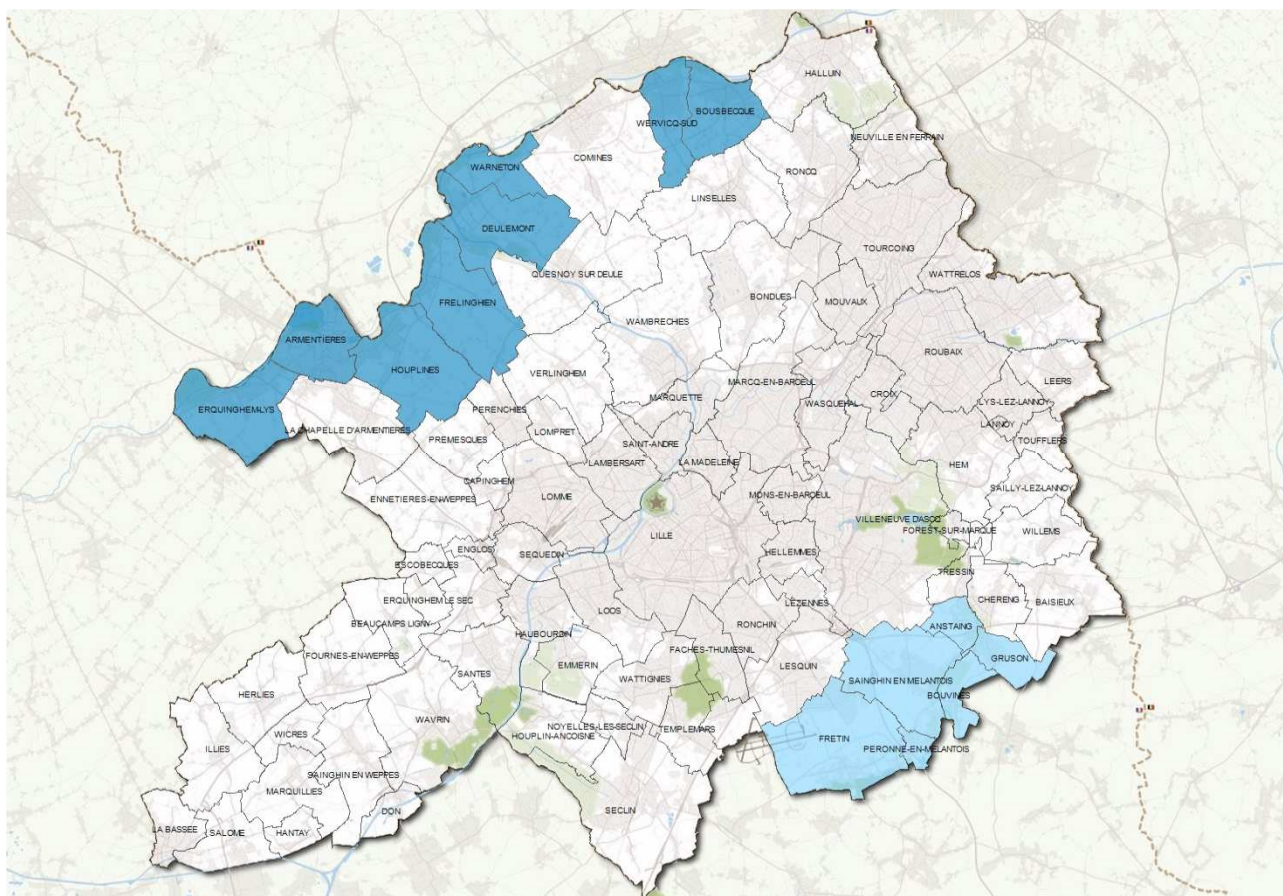 HALLUIN
BOUSBECQUE
WERVICQ-SUD
NEUVILLE EN FERRAIN
COMINES
WARNETON
RONCQ
LINSELLES
DEULEMONT
TOURCOING
QUESNOY SUR DEULE
WATTRELOS
FRELINGHIEN
BONDUES
MOUVAUX
WAMBRECHIES
ARMENTIERES
ROUBAIX
HOUPLINES
VERLINGHEM
LEERS
MARCQ-EN-BAROEUL
CROIX
MARQUETTE
WASQUEHAL
LYS-LEZ-LANNOY
ERQUINGHEM-LYS
PERENCHIES
LANNOY
LA CHAPELLE D'ARMENTIERES
LOMPRET
PREMESQUES
SAINT-ANDRE
TOUFFLERS
LAMBERSART
LA MADELEINE
HEM
CAPINGHEM
SAILLY-LEZ-LANNOY
ENNETIERES-EN-WEPPES
LOMME
MONS-EN-BAROEUL
VILLENEUVE DASCQ
FOREST-SUR-MARQUE
WILLEMS
LILLE
ENGLOS
SEQUEDIN
HELLEMMES
ESCOBECQUES
TRESSIN
ERQUINGHEM LE SEC
CHERENG
BAISIEUX
LEZENNES
LOOS
BEAUCAMPS LIGNY
RONCHIN
ANSTAING
HAUBOURDIN
FACHES-THUMESNIL
FOURNES-EN-WEPPES
EMMERIN
LESQUIN
GRUSON
SANTES
WATTIGNIES
SAINGHIN EN MELANTOIS
HERLIES
BOUVINES
WAVRIN
NOYELLES-LES-SECLIN
TEMPLEMARS
WICRES
HOUPLIN-ANCOISNE
FRETIN
ILLIES
PERONNE-EN-MELANTOIS
SAINGHIN EN WEPPES
MARQUILLIES
DON
SECLIN
LA BASSEE
SALOME
HANTAY